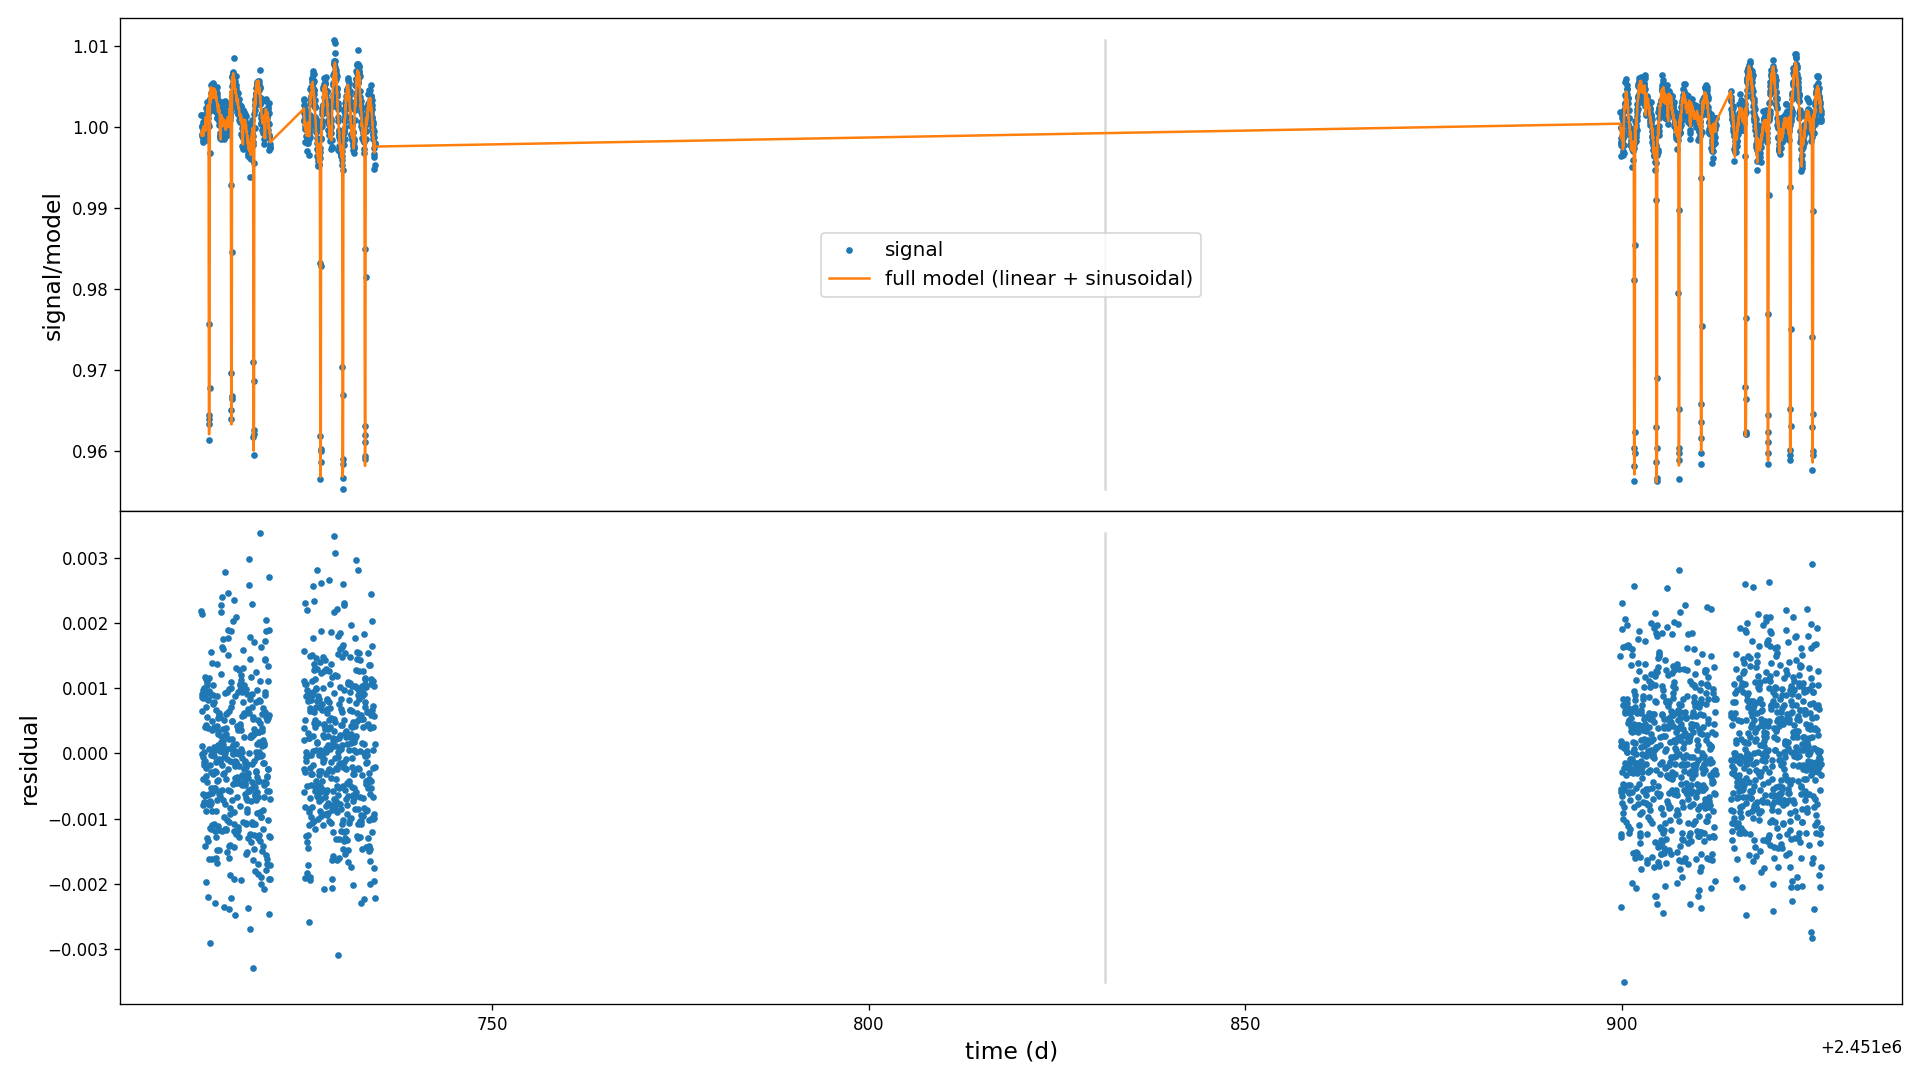 1.01
1.00
0.99
0.98
0.97
0.96
signal/model
signal
full model (linear + sinusoidal)
0.003
0.002
0.001
0.000
−0.001
−0.002
−0.003
residual
750
800
850
900
time (d)
+2.451e6